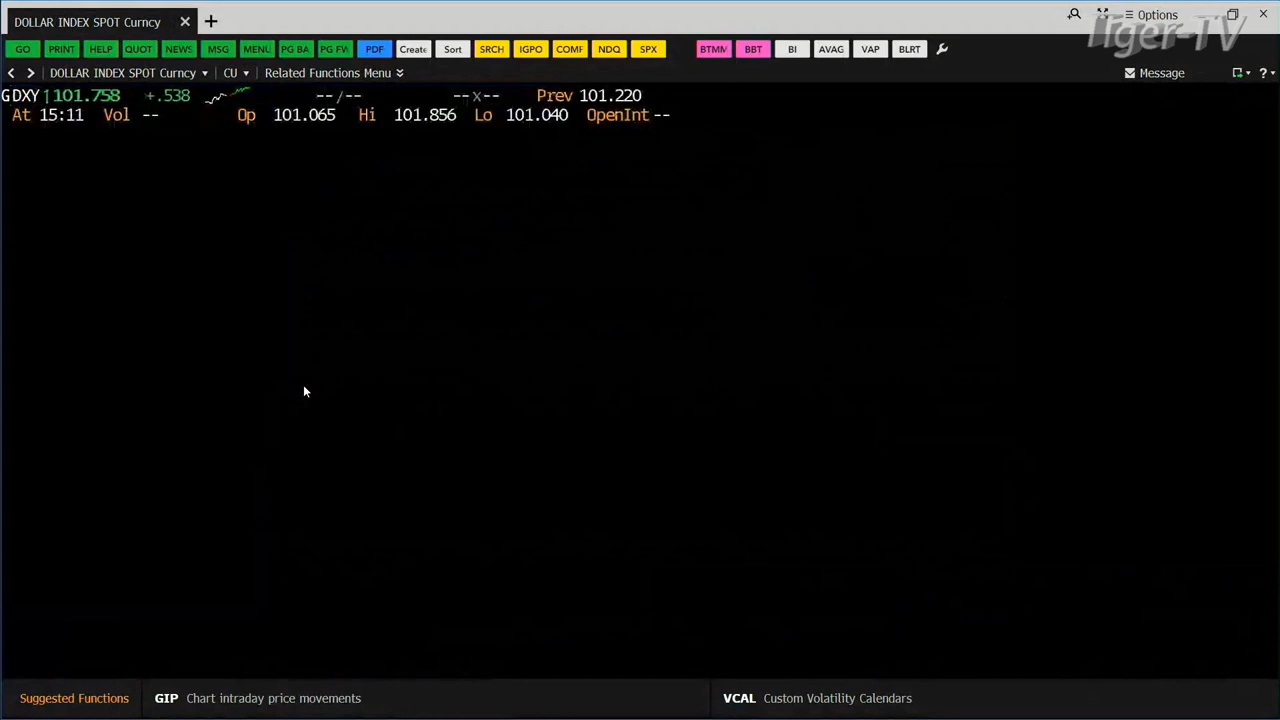 DOLLAR INDEX SPOT Curncy
Options
Tiger-TV
GO PRINT HELP QUOT NEWS MSG MENU PG BA PG FW PDF Create Sort SRCH IGPO COMF NDQ SPX BTMM BBT BI AVAG VAP BLRT
DOLLAR INDEX SPOT Curncy CU Related Functions Menu Message ?
GDXY ↑101.758 +.538 --/-- --x-- Prev 101.220
At 15:11 Vol -- Op 101.065 Hi 101.856 Lo 101.040 OpenInt --
Suggested Functions GIP Chart intraday price movements VCAL Custom Volatility Calendars